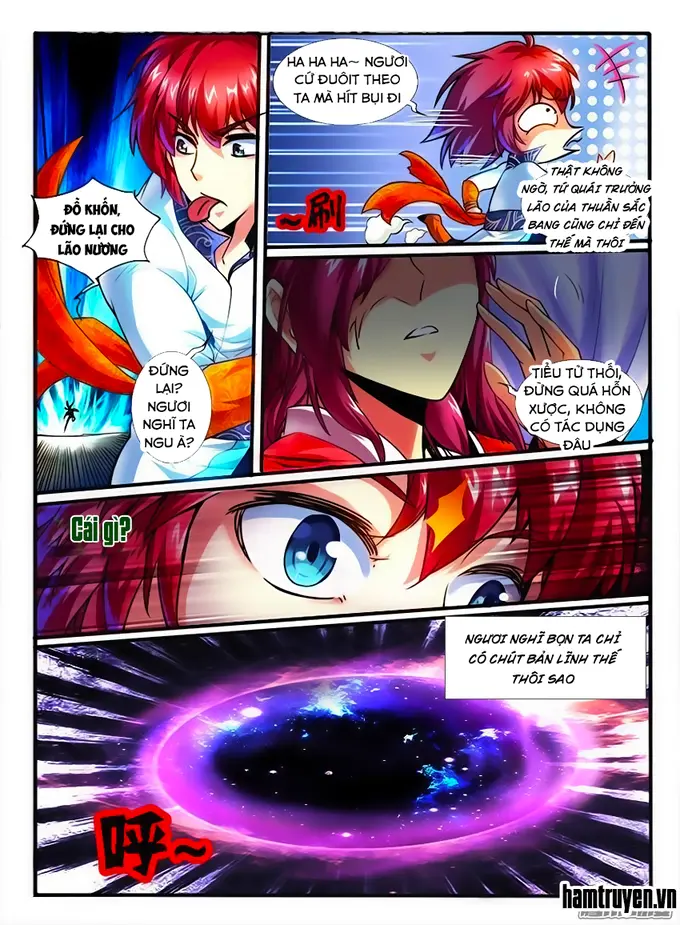 ĐỒ KHỐN,
ĐỨNG LẠI CHO
LÃO NƯƠNG
ĐỨNG
LẠI?
NGƯƠI
NGHĨ TA
NGU À?
HA HA HA~ NGƯƠI
CỨ ĐUÔIT THEO
TA MÀ HÍT BỤI ĐI
~刷
THẬT KHÔNG
NGỜ, TỨ QUÁI TRƯỞNG
LÃO CỦA THUẦN SẮC
BANG CŨNG CHỈ ĐẾN
THẾ MÀ THÔI
TIỂU TỬ THỐI,
ĐỪNG QUÁ HỖN
XƯỢC, KHÔNG
CÓ TÁC DỤNG
ĐÂU
Cái gì?
NGƯƠI NGHĨ BỌN TA CHỈ
CÓ CHÚT BẢN LĨNH THẾ
THÔI SAO
呼~
hamtruyen.vn